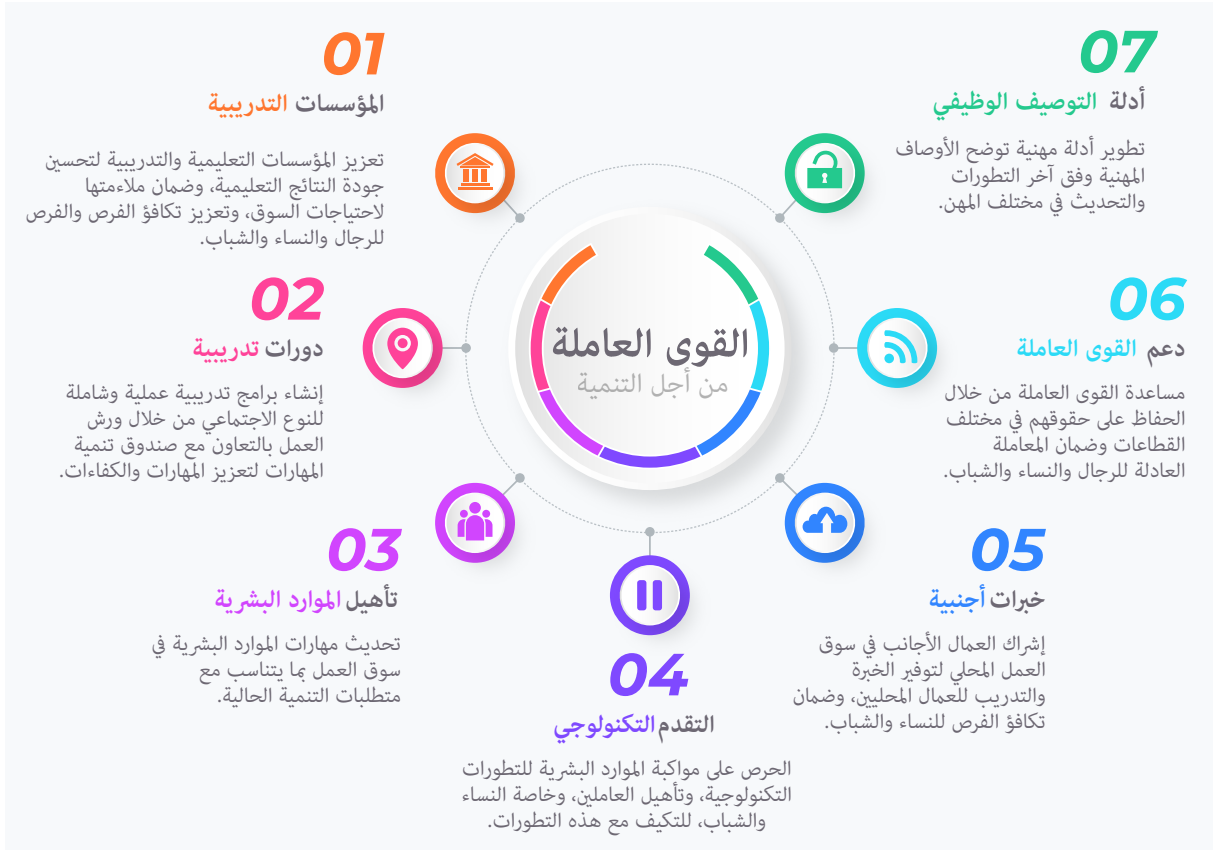 القوى العاملة
من أجل التنمية
01
المؤسسات التدريبية
تعزيز المؤسسات التعليمية والتدريبية لتحسين
جودة النتائج التعليمية، وضمان ملاءمتها
لاحتياجات السوق، وتعزيز تكافؤ الفرص والفرص
للرجال والنساء والشباب.
02
دورات تدريبية
إنشاء برامج تدريبية عملية وشاملة
للنوع الاجتماعي من خلال ورش
العمل بالتعاون مع صندوق تنمية
المهارات لتعزيز المهارات والكفاءات.
03
تأهيل الموارد البشرية
تحديث مهارات الموارد البشرية في
سوق العمل بما يتناسب مع
متطلبات التنمية الحالية.
04
التقدم التكنولوجي
الحرص على مواكبة الموارد البشرية للتطورات
التكنولوجية، وتأهيل العاملين، وخاصة النساء
والشباب، للتكيف مع هذه التطورات.
05
خبرات أجنبية
إشراك العمال الأجانب في سوق
العمل المحلي لتوفير الخبرة
والتدريب للعمال المحليين، وضمان
تكافؤ الفرص للنساء والشباب.
06
دعم القوى العاملة
مساعدة القوى العاملة من خلال
الحفاظ على حقوقهم في مختلف
القطاعات وضمان المعاملة
العادلة للرجال والنساء والشباب.
07
أدلة التوصيف الوظيفي
تطوير أدلة مهنية توضح الأوصاف
المهنية وفق آخر التطورات
والتحديث في مختلف المهن.